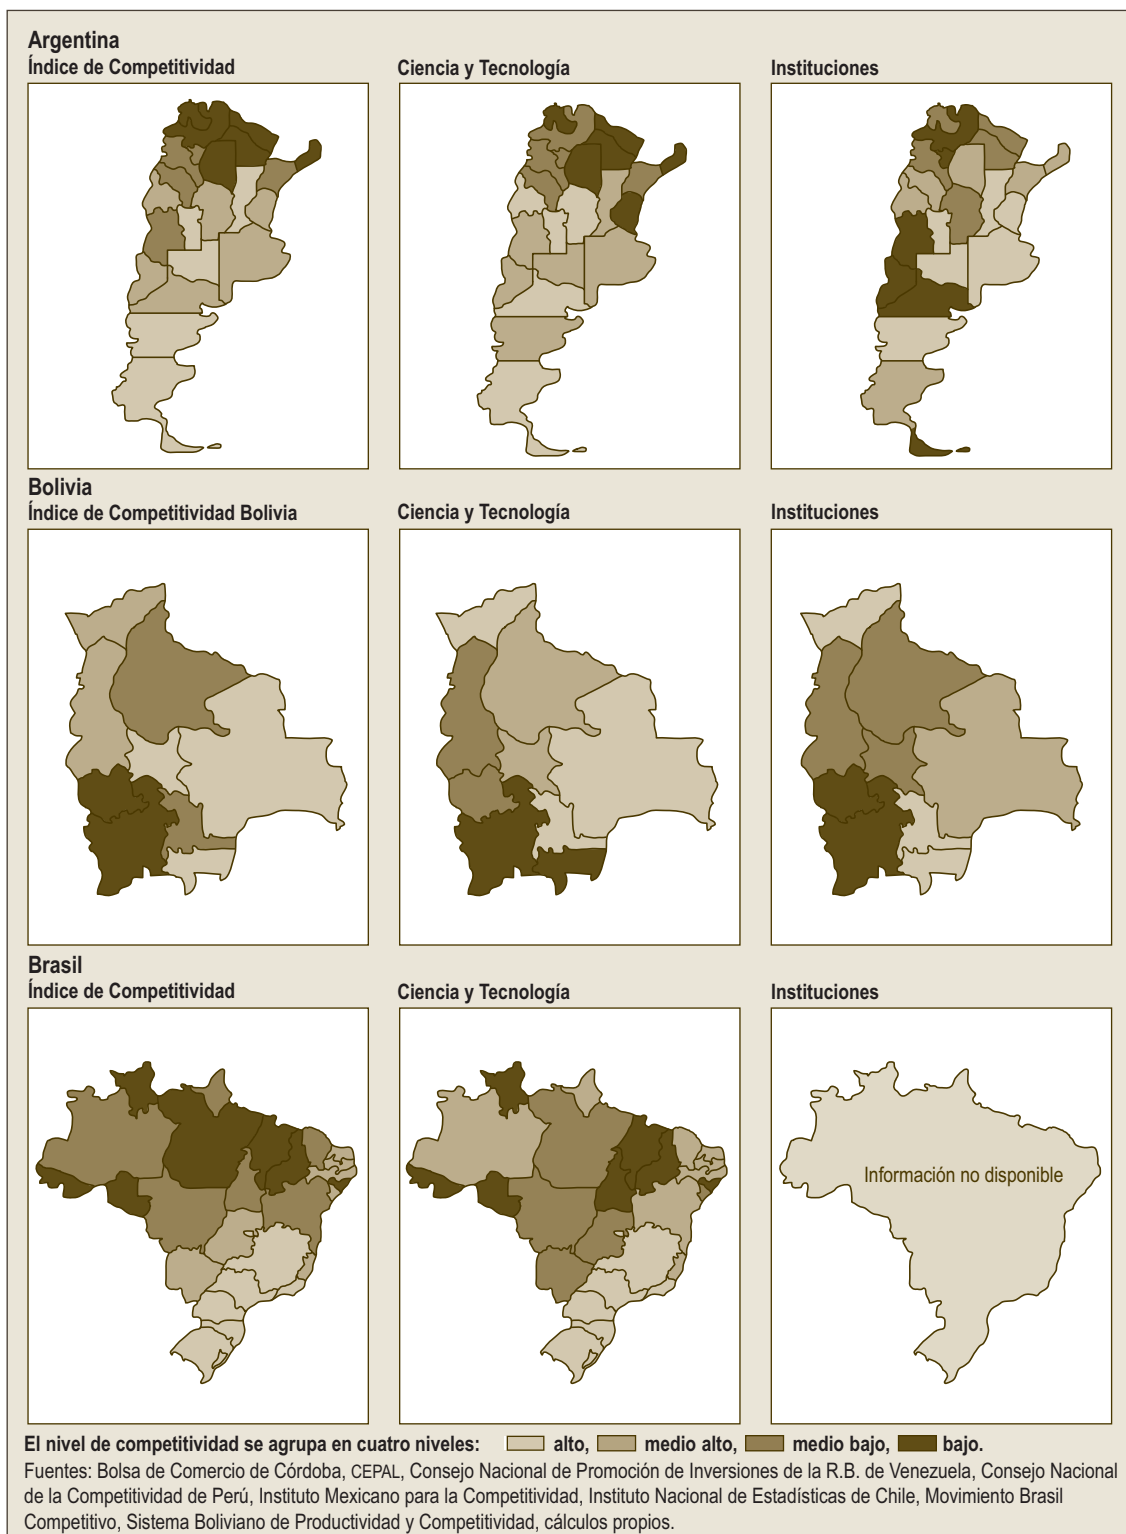 Argentina
Índice de Competitividad
Ciencia y Tecnología
Instituciones
Bolivia
Índice de Competitividad Bolivia
Ciencia y Tecnología
Instituciones
Brasil
Índice de Competitividad
Ciencia y Tecnología
Instituciones
Información no disponible
El nivel de competitividad se agrupa en cuatro niveles: alto, medio alto, medio bajo, bajo.
Fuentes: Bolsa de Comercio de Córdoba, CEPAL, Consejo Nacional de Promoción de Inversiones de la R.B. de Venezuela, Consejo Nacional
de la Competitividad de Perú, Instituto Mexicano para la Competitividad, Instituto Nacional de Estadísticas de Chile, Movimiento Brasil
Competitivo, Sistema Boliviano de Productividad y Competitividad, cálculos propios.